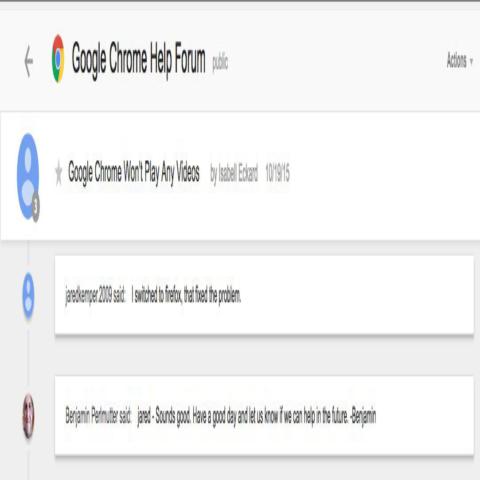 Google Chrome Help Forum public
Actions
Google Chrome Won't Play Any Videos by Isabell Eckard 10/19/15
3
jaredkemper2009 said: I switched to firefox, that fixed the problem.
Benjamin Perlmutter said: jared - Sounds good. Have a good day and let us know if we can help in the future. -Benjamin